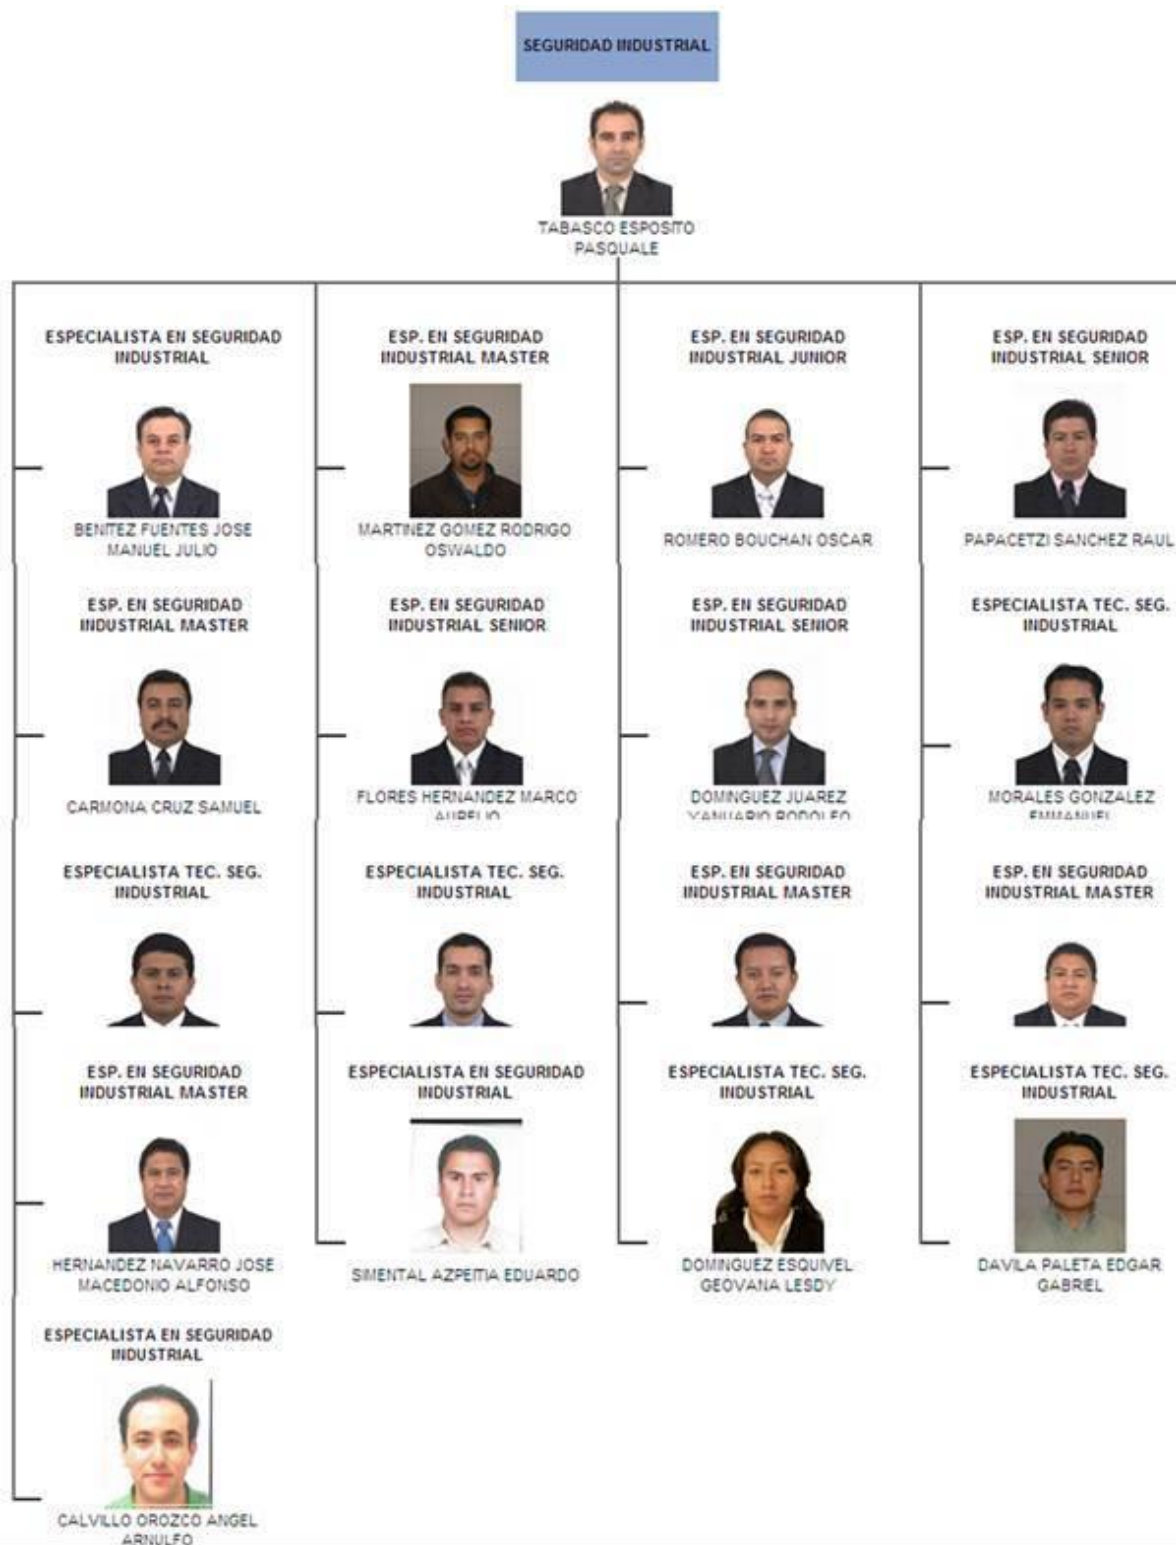 SEGURIDAD INDUSTRIAL
TABASCO ESPOSITO
PASQUALE
ESPECIALISTA EN SEGURIDAD
INDUSTRIAL
BENITEZ FUENTES JOSE
MANUEL JULIO
ESP. EN SEGURIDAD
INDUSTRIAL MASTER
MARTINEZ GOMEZ RODRIGO
OSWALDO
ESP. EN SEGURIDAD
INDUSTRIAL JUNIOR
ROMERO BOUCHAN OSCAR
ESP. EN SEGURIDAD
INDUSTRIAL SENIOR
PAPACETZI SANCHEZ RAUL
ESP. EN SEGURIDAD
INDUSTRIAL MASTER
CARMONA CRUZ SAMUEL
ESP. EN SEGURIDAD
INDUSTRIAL SENIOR
FLORES HERNANDEZ MARCO
AURELIO
ESP. EN SEGURIDAD
INDUSTRIAL SENIOR
DOMINGUEZ JUAREZ
YANUARIO RODOLFO
ESPECIALISTA TEC. SEG.
INDUSTRIAL
MORALES GONZALEZ
EMMANUEL
ESPECIALISTA TEC. SEG.
INDUSTRIAL
ESPECIALISTA TEC. SEG.
INDUSTRIAL
ESP. EN SEGURIDAD
INDUSTRIAL MASTER
ESP. EN SEGURIDAD
INDUSTRIAL MASTER
ESP. EN SEGURIDAD
INDUSTRIAL MASTER
HERNANDEZ NAVARRO JOSE
MACEDONIO ALFONSO
ESPECIALISTA EN SEGURIDAD
INDUSTRIAL
SIMENTAL AZPEITIA EDUARDO
ESPECIALISTA TEC. SEG.
INDUSTRIAL
DOMINGUEZ ESQUIVEL
GEOVANA LESDY
ESPECIALISTA TEC. SEG.
INDUSTRIAL
DAVILA PALETA EDGAR
GABRIEL
ESPECIALISTA EN SEGURIDAD
INDUSTRIAL
CALVILLO OROZCO ANGEL
ARNULFO